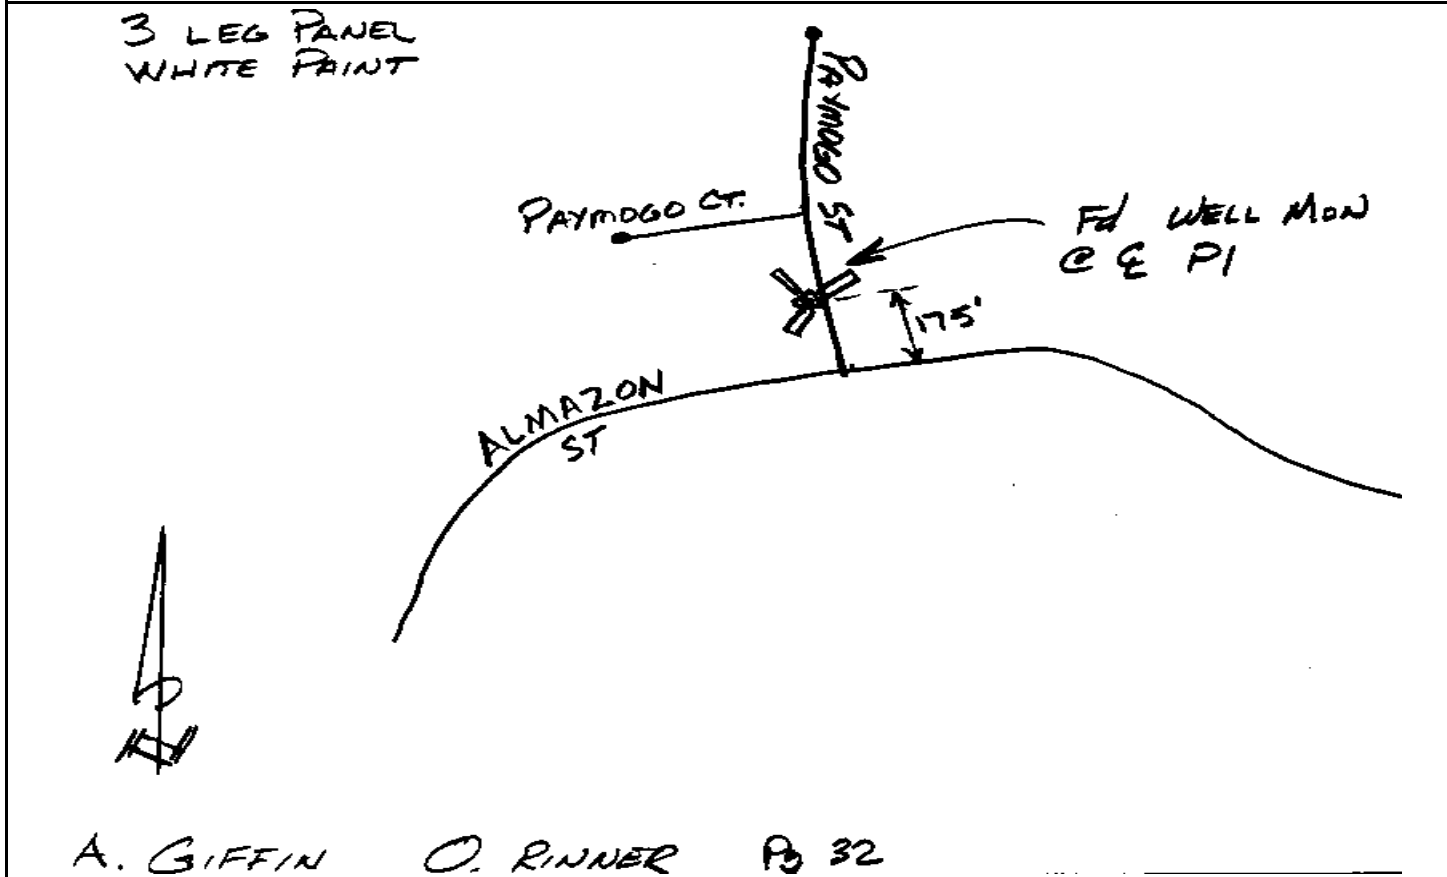 3 LEG PANEL
WHITE PAINT
PAYMOGO ST
PAYMOGO CT.
Fd WELL MON
@ ℄ PI
175'
ALMAZON
ST
N
A. GIFFIN O. RINNER Pg 32